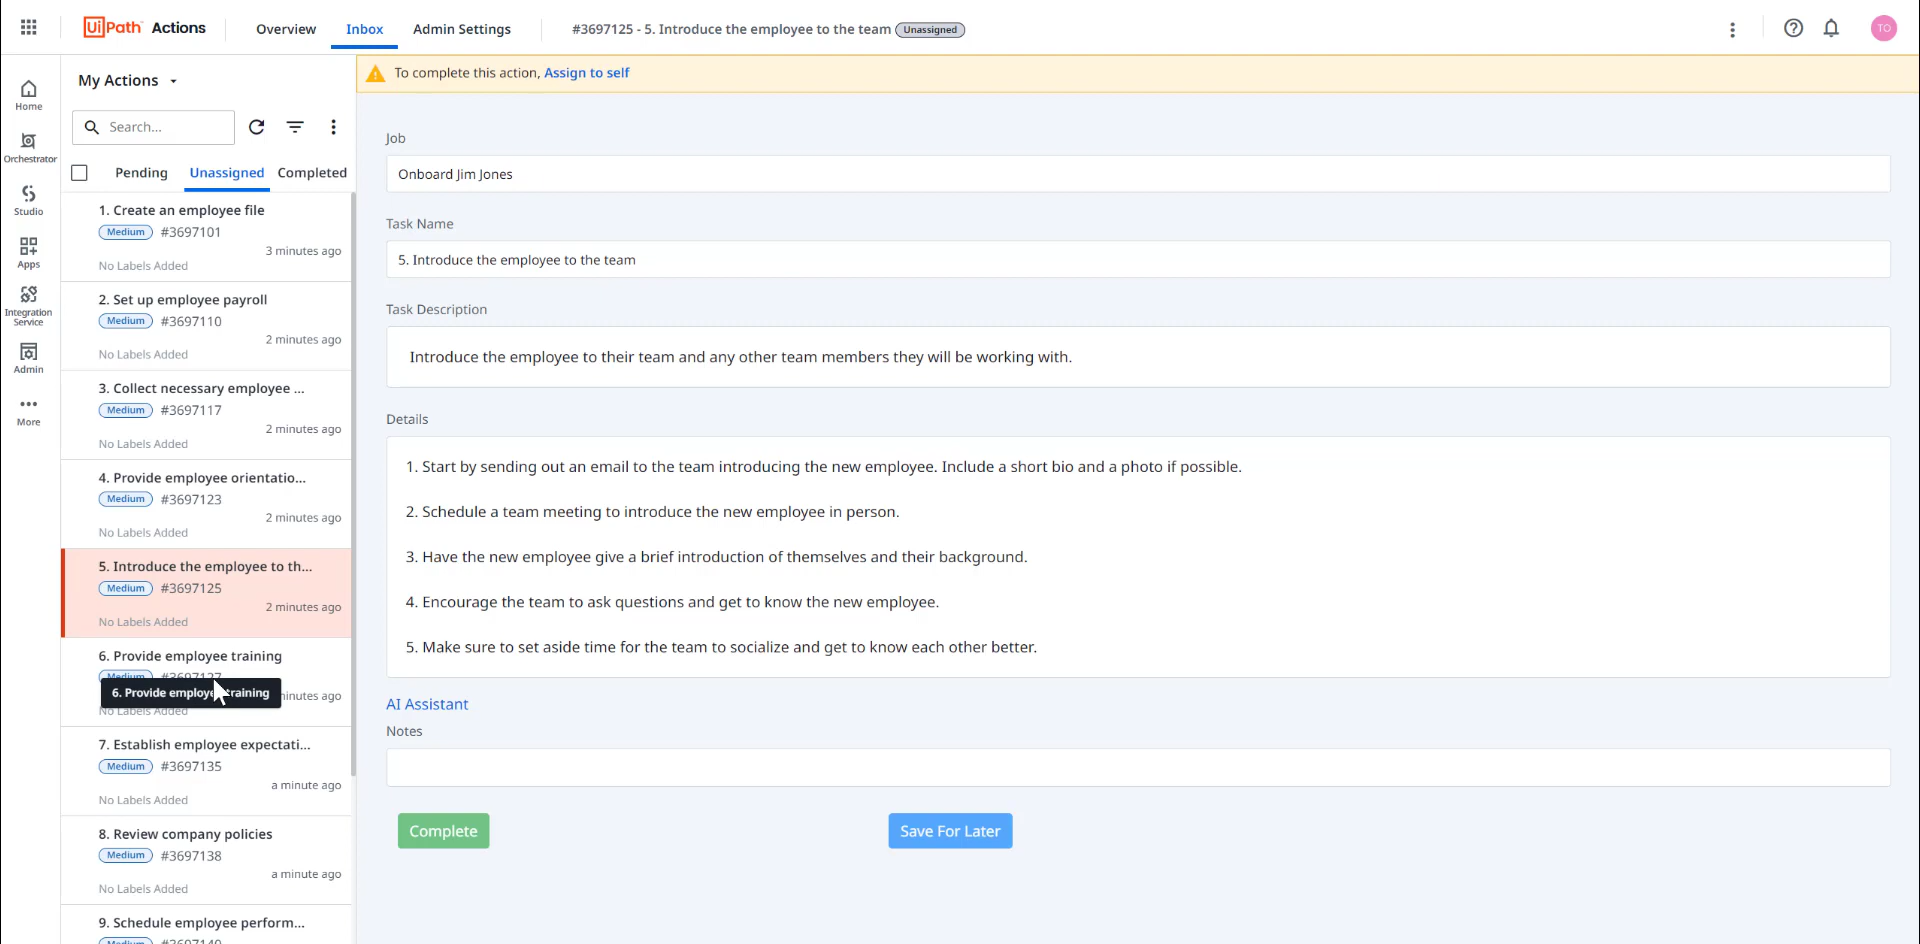 UiPath Actions
Overview
Inbox
Admin Settings
#3697125 - 5. Introduce the employee to the team Unassigned
TO
Home
Orchestrator
Studio
Apps
Integration
Service
Admin
More
My Actions
Search...
Pending
Unassigned
Completed
1. Create an employee file
Medium #3697101
3 minutes ago
No Labels Added
2. Set up employee payroll
Medium #3697110
2 minutes ago
No Labels Added
3. Collect necessary employee ...
Medium #3697117
2 minutes ago
No Labels Added
4. Provide employee orientatio...
Medium #3697123
2 minutes ago
No Labels Added
5. Introduce the employee to th...
Medium #3697125
2 minutes ago
No Labels Added
6. Provide employee training
Medium #3697127
6. Provide employee training
minutes ago
No Labels Added
7. Establish employee expectati...
Medium #3697135
a minute ago
No Labels Added
8. Review company policies
Medium #3697138
a minute ago
No Labels Added
9. Schedule employee perform...
Medium #3697140
To complete this action, Assign to self
Job
Onboard Jim Jones
Task Name
5. Introduce the employee to the team
Task Description
Introduce the employee to their team and any other team members they will be working with.
Details
1. Start by sending out an email to the team introducing the new employee. Include a short bio and a photo if possible.
2. Schedule a team meeting to introduce the new employee in person.
3. Have the new employee give a brief introduction of themselves and their background.
4. Encourage the team to ask questions and get to know the new employee.
5. Make sure to set aside time for the team to socialize and get to know each other better.
AI Assistant
Notes
Complete
Save For Later